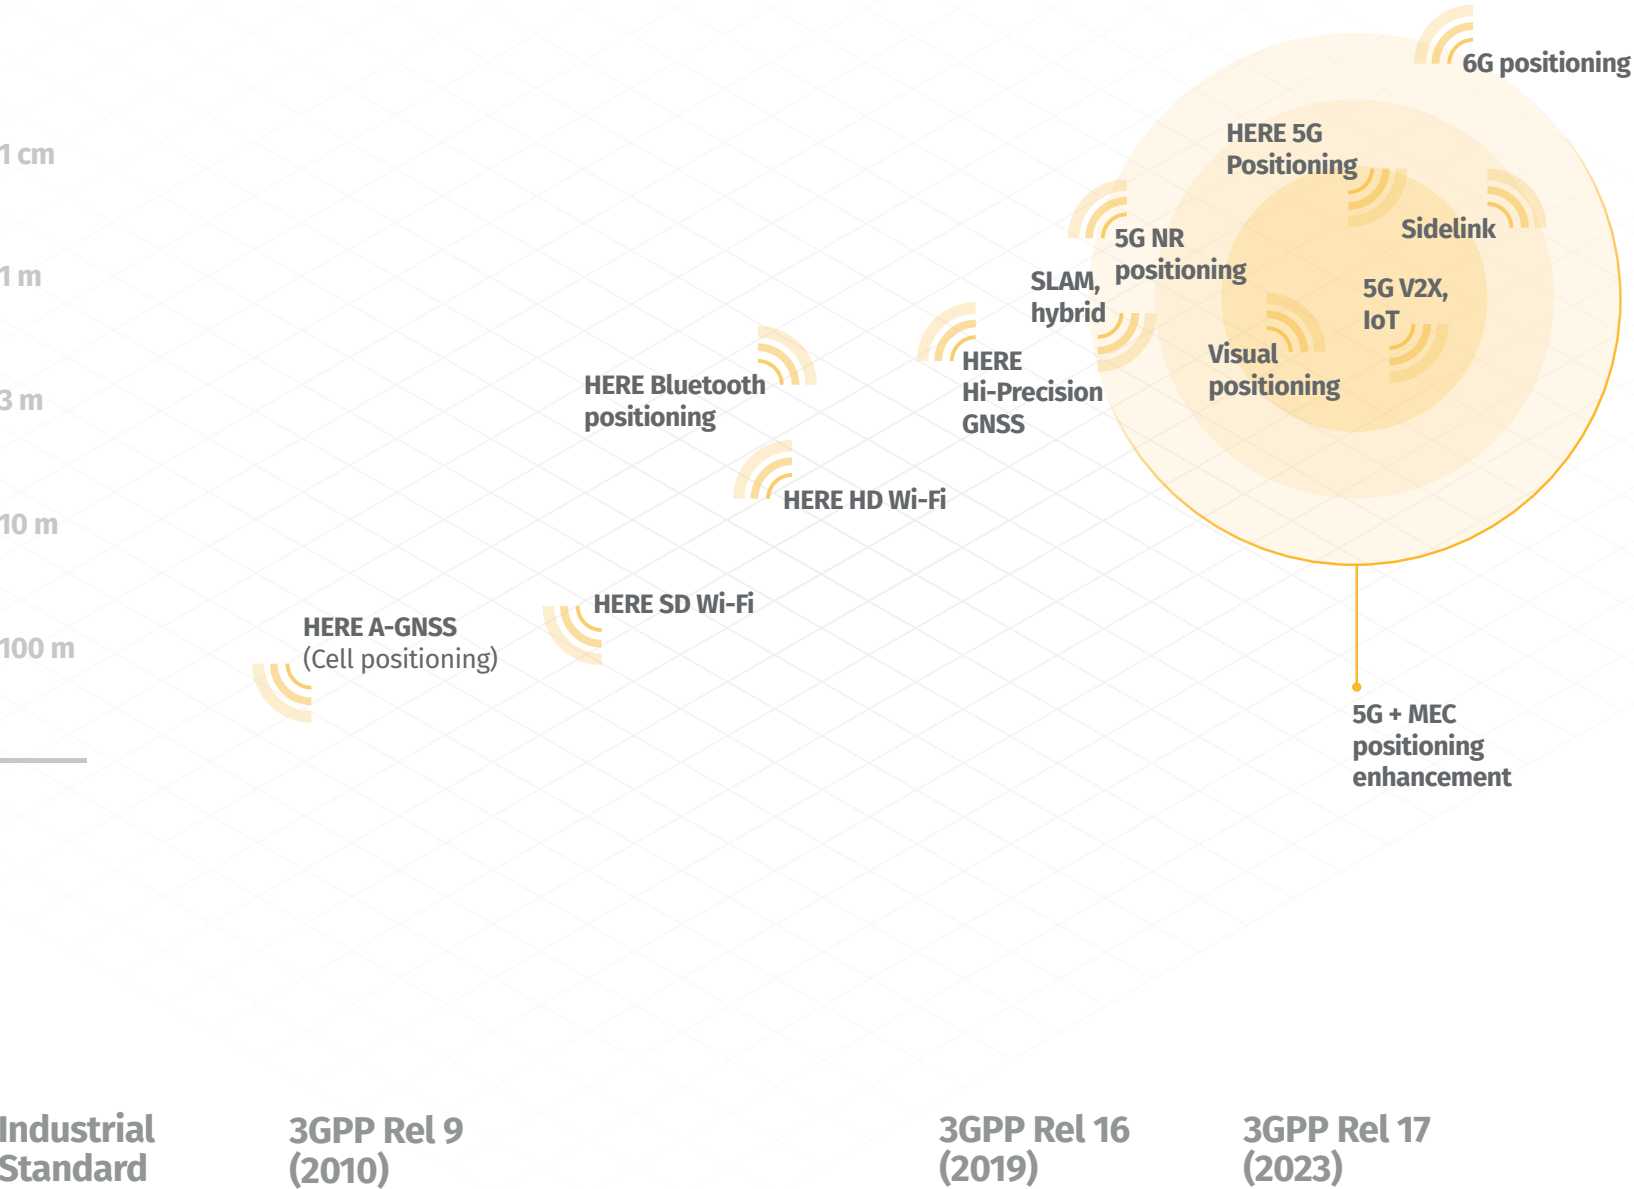 6G positioning
HERE 5G
Positioning
1 cm
Sidelink
5G NR
positioning
1 m
SLAM,
hybrid
5G V2X,
IoT
Visual
positioning
HERE
Hi-Precision
GNSS
HERE Bluetooth
positioning
3 m
HERE HD Wi-Fi
10 m
HERE SD Wi-Fi
HERE A-GNSS
(Cell positioning)
100 m
5G + MEC
positioning
enhancement
Industrial
Standard
3GPP Rel 9
(2010)
3GPP Rel 16
(2019)
3GPP Rel 17
(2023)